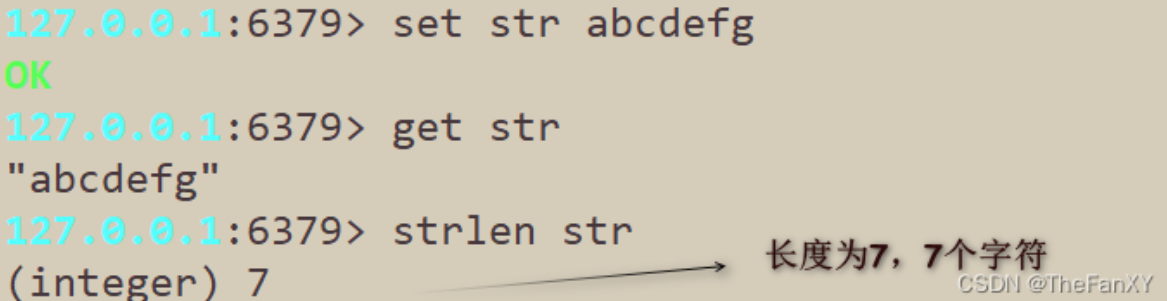 127.0.0.1:6379> set str abcdefg
OK
127.0.0.1:6379> get str
"abcdefg"
127.0.0.1:6379> strlen str
(integer) 7
长度为7，7个字符
CSDN @TheFanXY